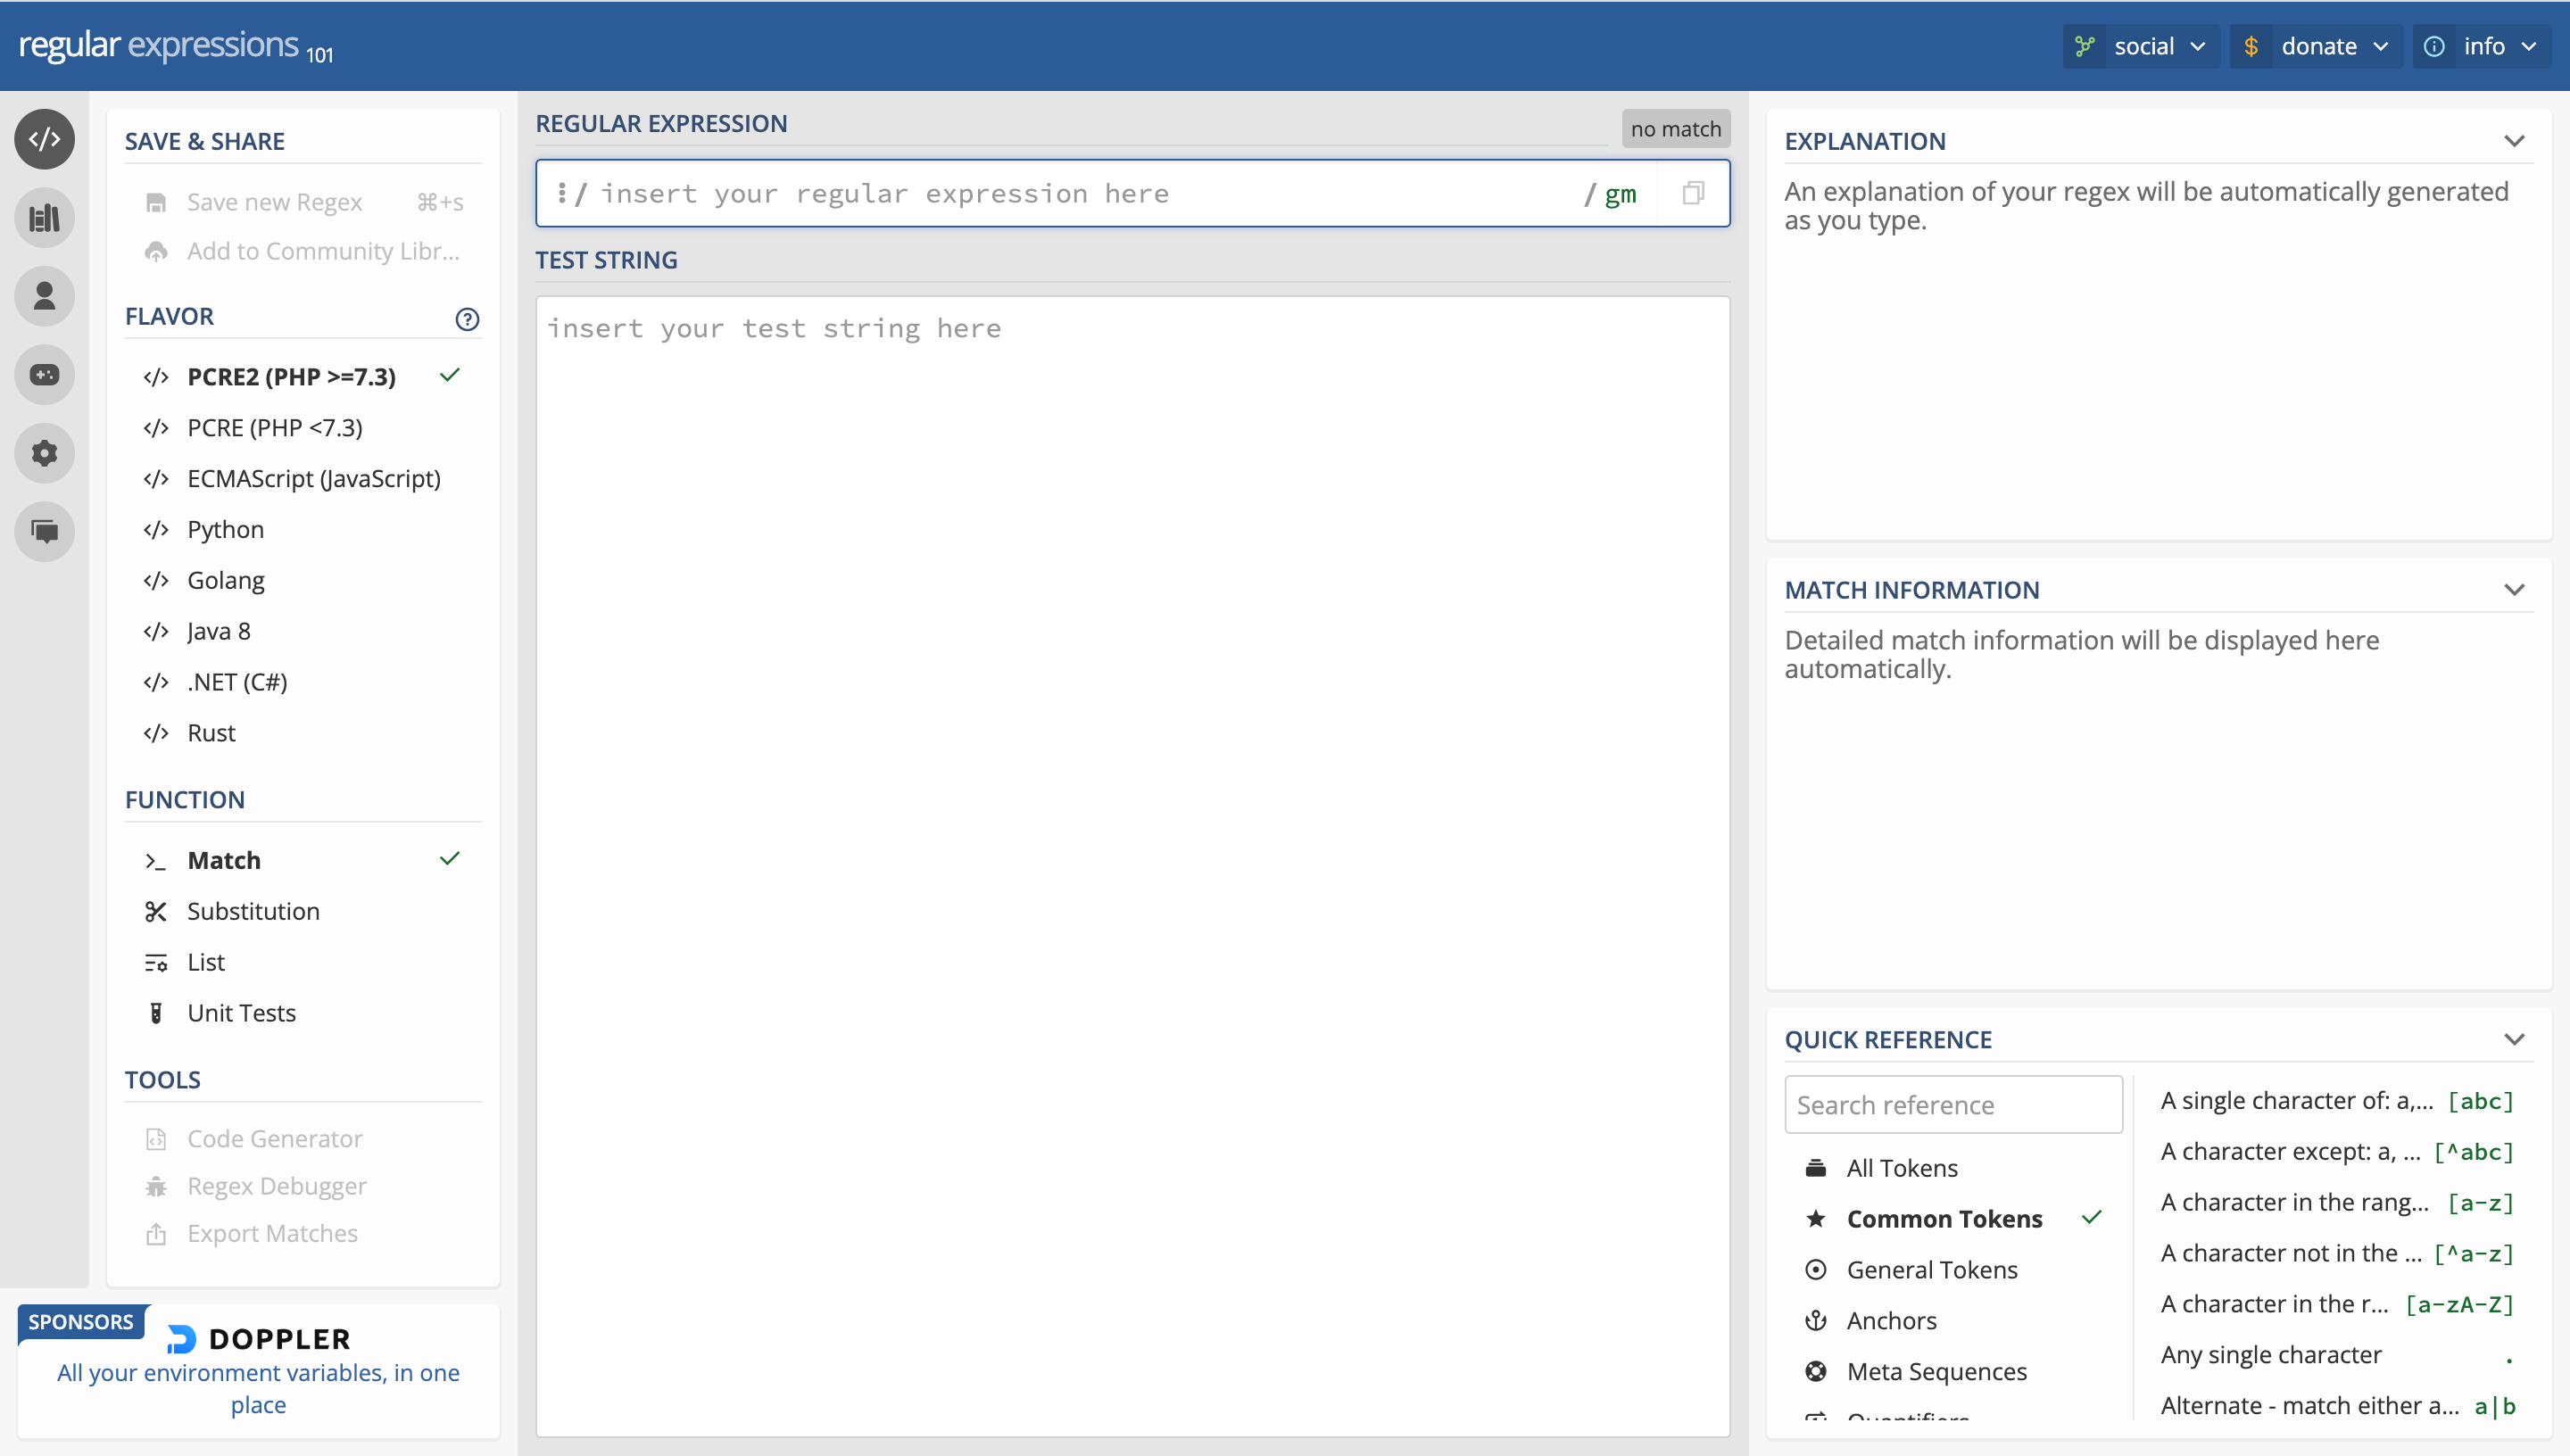 regular expressions 101
social
donate
info
SAVE & SHARE
Save new Regex ⌘+s
Add to Community Libr...
FLAVOR
PCRE2 (PHP >=7.3)
PCRE (PHP <7.3)
ECMAScript (JavaScript)
Python
Golang
Java 8
.NET (C#)
Rust
FUNCTION
Match
Substitution
List
Unit Tests
TOOLS
Code Generator
Regex Debugger
Export Matches
SPONSORS
DOPPLER
All your environment variables, in one
place
REGULAR EXPRESSION
no match
/ insert your regular expression here / gm
TEST STRING
insert your test string here
EXPLANATION
An explanation of your regex will be automatically generated
as you type.
MATCH INFORMATION
Detailed match information will be displayed here
automatically.
QUICK REFERENCE
Search reference
All Tokens
Common Tokens
General Tokens
Anchors
Meta Sequences
Quantifiers
A single character of: a,... [abc]
A character except: a, ... [^abc]
A character in the rang... [a-z]
A character not in the ... [^a-z]
A character in the r... [a-zA-Z]
Any single character .
Alternate - match either a... a|b